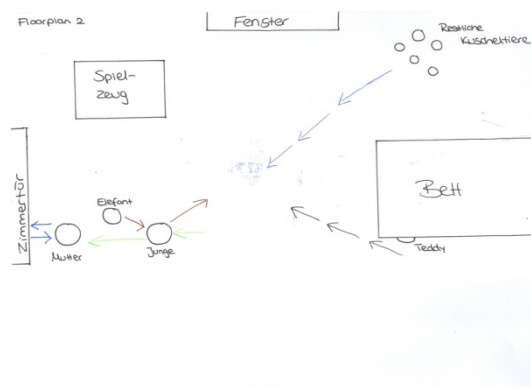 Floorplan 2
Fenster
Restliche
Kuscheltiere
Spiel-
zeug
Zimmertür
Elefant
Bett
Mutter
Junge
Teddy